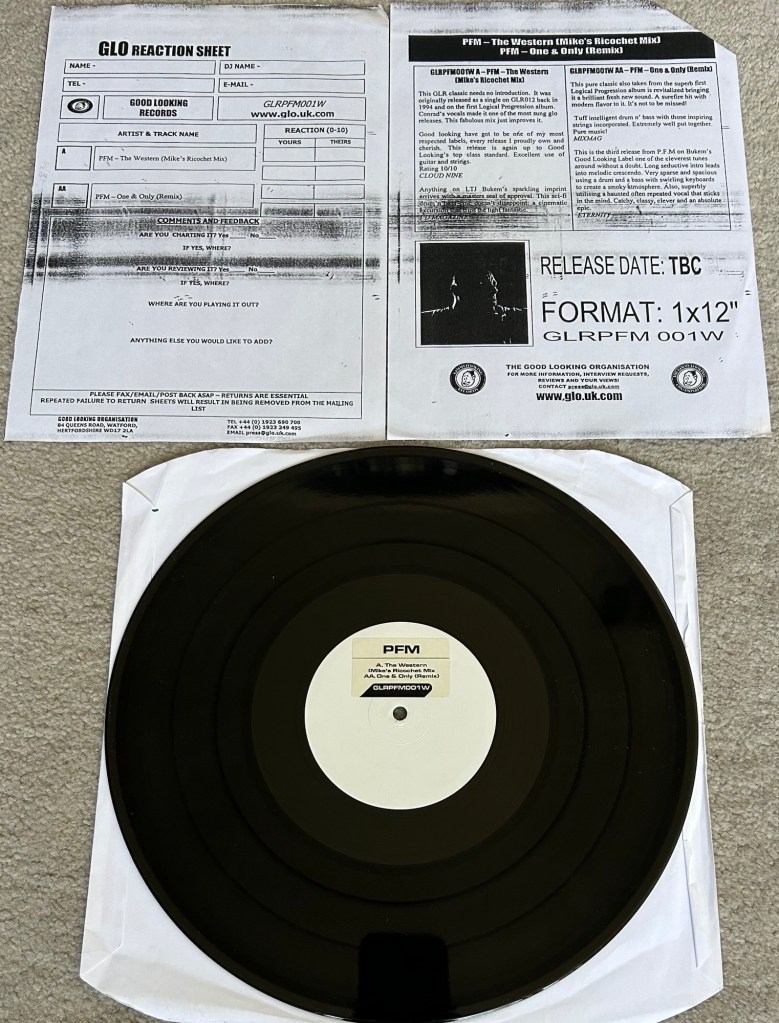 GLO REACTION SHEET
NAME -
DJ NAME -
TEL -
E-MAIL -
GOOD LOOKING
RECORDS
GLRPFM001W
www.glo.uk.com
ARTIST & TRACK NAME
REACTION (0-10)
YOURS THEIRS
A
PFM – The Western (Mike's Ricochet Mix)
AA
PFM – One & Only (Remix)
COMMENTS AND FEEDBACK
ARE YOU CHARTING IT? Yes____ No___
IF YES, WHERE?
ARE YOU REVIEWING IT? Yes___ No___
IF YES, WHERE?
WHERE ARE YOU PLAYING IT OUT?
ANYTHING ELSE YOU WOULD LIKE TO ADD?
PLEASE FAX/EMAIL/POST BACK ASAP – RETURNS ARE ESSENTIAL
REPEATED FAILURE TO RETURN SHEETS WILL RESULT IN BEING REMOVED FROM THE MAILING
LIST
GOOD LOOKING ORGANISATION
84 QUEENS ROAD, WATFORD,
HERTFORDSHIRE WD17 2LA
TEL +44 (0) 1923 690 700
FAX +44 (0) 1923 249 495
EMAIL press@glo.uk.com
PFM – The Western (Mike's Ricochet Mix)
PFM – One & Only (Remix)
GLRPFM001W A – PFM – The Western
(Mike's Ricochet Mix)
This GLR classic needs no introduction. It was
originally released as a single on GLR012 back in
1994 and on the first Logical Progression album.
Conrad's vocals made it one of the most sung glo
releases. This fabulous mix just improves it.
Good looking have got to be one of my most
respected labels, every release I proudly own and
cherish. This release is again up to Good
Looking's top class standard. Excellent use of
guitar and strings.
Rating 10/10
CLOUD NINE
Anything on LTJ Bukem's sparkling imprint
arrives with a masters seal of approval. This sci-fi
GLRPFM001W AA – PFM – One & Only (Remix)
This pure classic also taken from the superb first
Logical Progression album is revitalized bringing
it a brilliant fresh new sound. A surefire hit with
modern flavor to it. It's not to be missed!
Tuff intelligent drum n' bass with those inspiring
strings incorporated. Extremely well put together.
Pure music!
MIXMAG
This is the third release from P.F.M on Bukem's
Good Looking Label one of the cleverest tunes
around without a doubt. Long seductive intro leads
into melodic crescendo. Very sparse and spacious
using a drum and a bass with swirling keyboards
to create a smoky atmosphere. Also, superbly
utilising a haunted often repeated vocal that sticks
in the mind. Catchy, classy, clever and an absolute
epic.
ETERNITY
RELEASE DATE: TBC
FORMAT: 1x12"
GLRPFM 001W
THE GOOD LOOKING ORGANISATION
FOR MORE INFORMATION, INTERVIEW REQUESTS,
REVIEWS AND YOUR VIEWS!
CONTACT press@glo.uk.com
www.glo.uk.com
PFM
A. The Western
(Mike's Ricochet Mix
AA. One & Only (Remix)
GLRPFM001W